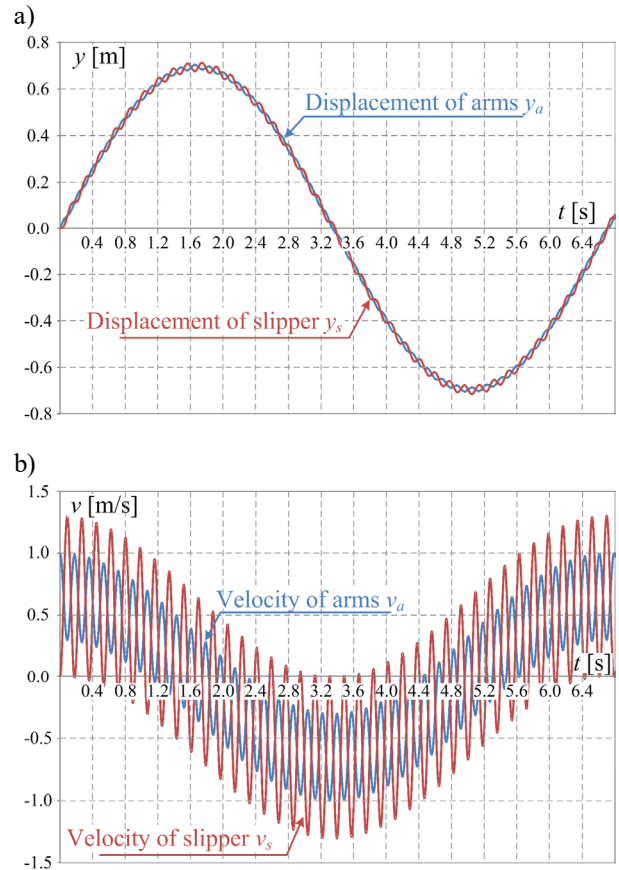 a)
0.8
y [m]
0.6
Displacement of arms yₐ
0.4
0.2
t [s]
0.0
0.4 0.8 1.2 1.6 2.0 2.4 2.8 3.2 3.6 4.0 4.4 4.8 5.2 5.6 6.0 6.4
-0.2
Displacement of slipper yₛ
-0.4
-0.6
-0.8
b)
1.5
v [m/s]
1.0
Velocity of arms vₐ
0.5
t [s]
0.0
0.4 0.8 1.2 1.6 2.0 2.4 2.8 3.2 3.6 4.0 4.4 4.8 5.2 5.6 6.0 6.4
-0.5
-1.0
Velocity of slipper vₛ
-1.5